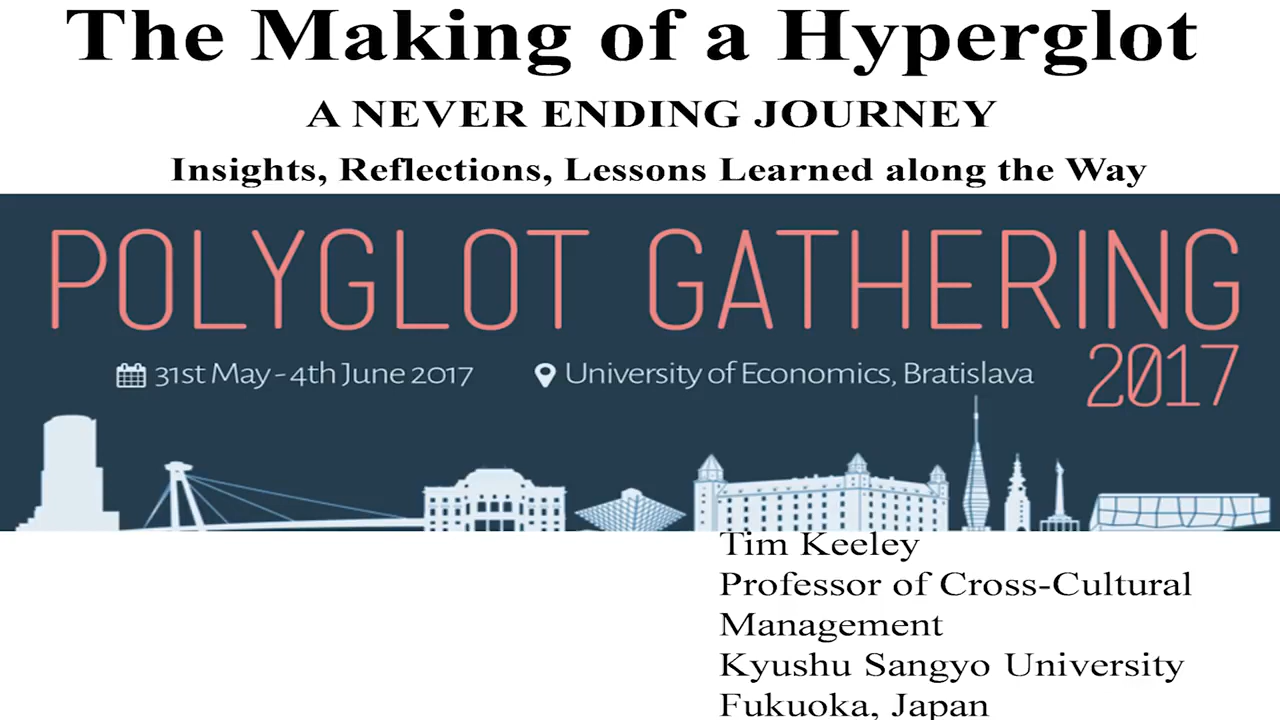 The Making of a Hyperglot
A NEVER ENDING JOURNEY
Insights, Reflections, Lessons Learned along the Way
POLYGLOT GATHERING
2017
31st May - 4th June 2017
University of Economics, Bratislava
Tim Keeley
Professor of Cross-Cultural
Management
Kyushu Sangyo University
Fukuoka, Japan